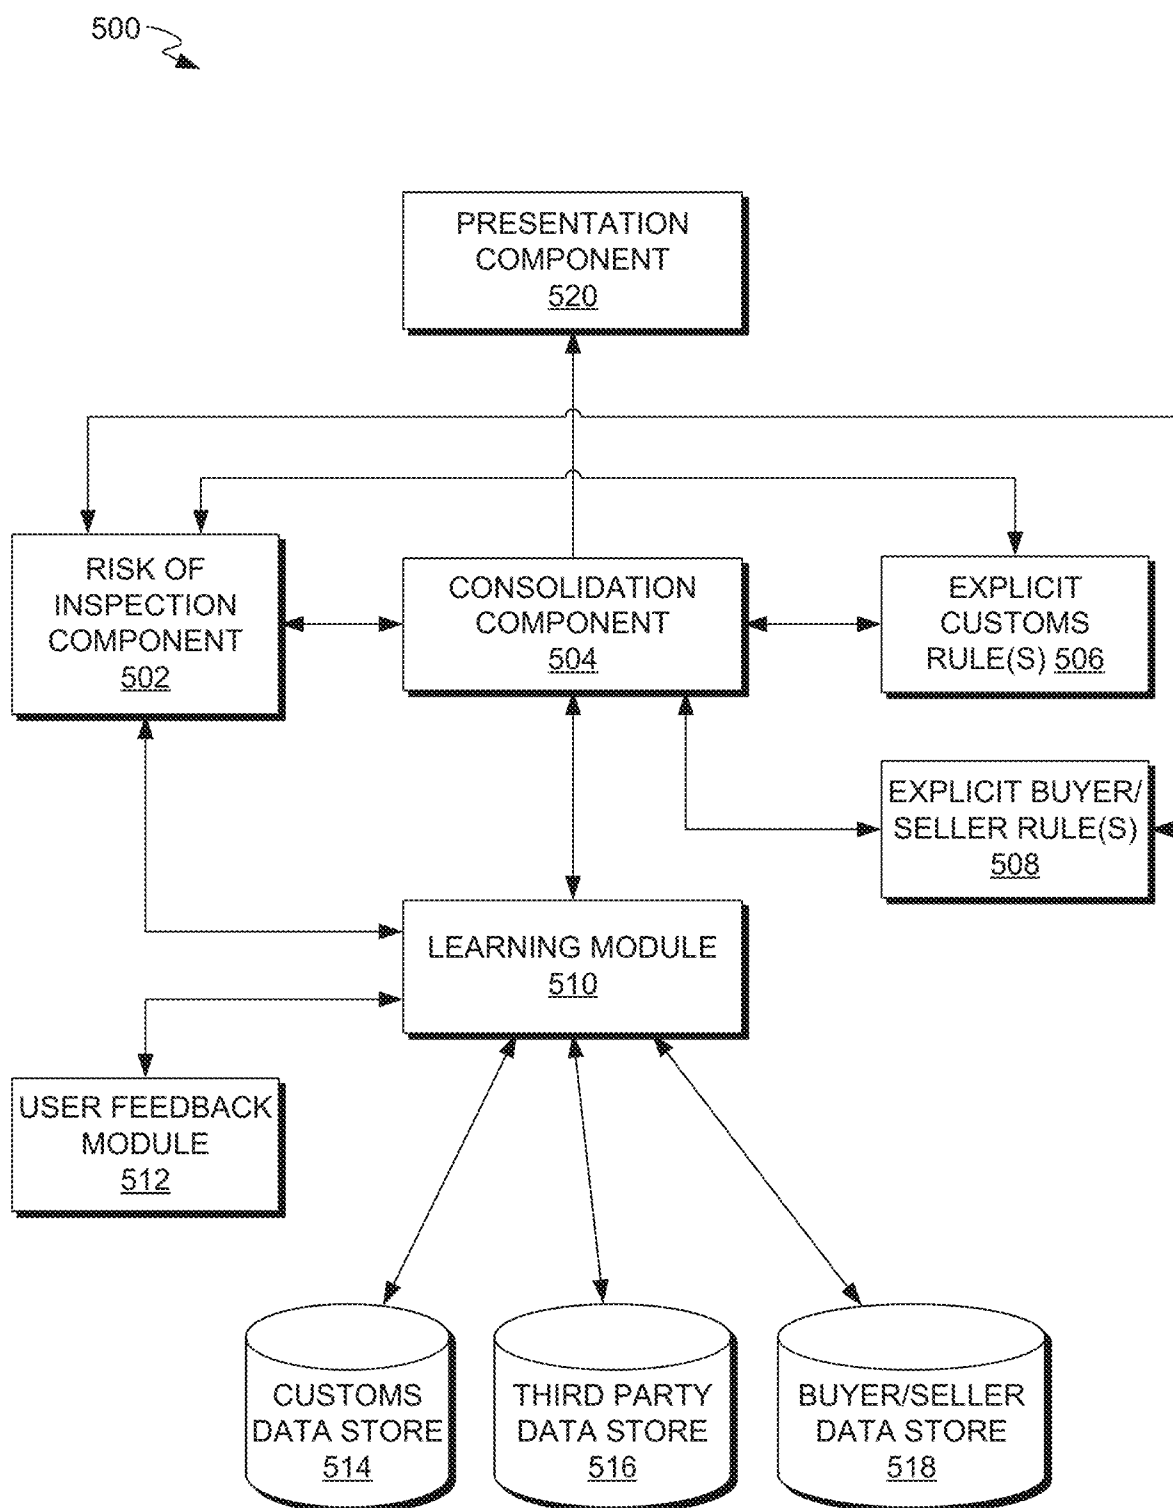 500
PRESENTATION
COMPONENT
520
RISK OF
INSPECTION
COMPONENT
502
CONSOLIDATION
COMPONENT
504
EXPLICIT
CUSTOMS
RULE(S) 506
EXPLICIT BUYER/
SELLER RULE(S)
508
LEARNING MODULE
510
USER FEEDBACK
MODULE
512
CUSTOMS
DATA STORE
514
THIRD PARTY
DATA STORE
516
BUYER/SELLER
DATA STORE
518